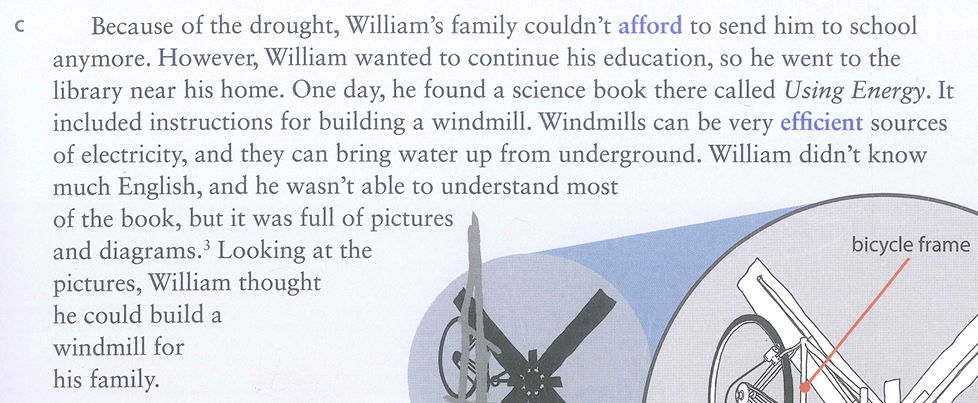 C Because of the drought, William’s family couldn’t afford to send him to school
anymore. However, William wanted to continue his education, so he went to the
library near his home. One day, he found a science book there called Using Energy. It
included instructions for building a windmill. Windmills can be very efficient sources
of electricity, and they can bring water up from underground. William didn’t know
much English, and he wasn’t able to understand most
of the book, but it was full of pictures
and diagrams.³ Looking at the
pictures, William thought
he could build a
windmill for
his family.
bicycle frame